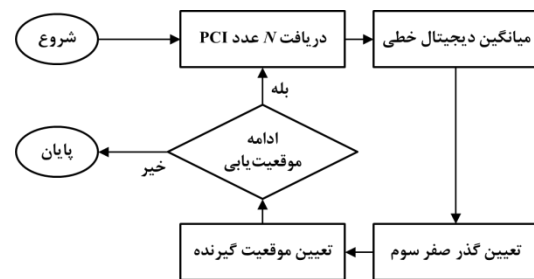 شروع
دریافت N عدد PCI
میانگین دیجیتال خطی
بله
ادامه
موقعیت‌یابی
خیر
پایان
تعیین موقعیت گیرنده
تعیین گذر صفر سوم